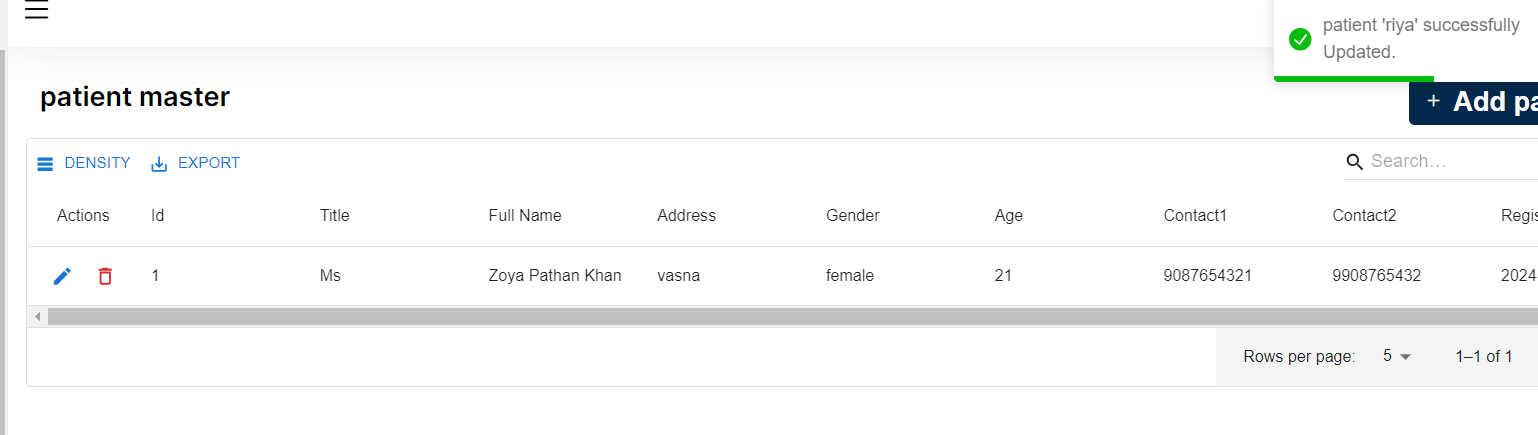 patient 'riya' successfully
Updated.
patient master
+ Add pa
DENSITY EXPORT
Search…
Actions Id Title Full Name Address Gender Age Contact1 Contact2 Regis
1 Ms Zoya Pathan Khan vasna female 21 9087654321 9908765432 2024
Rows per page: 5 1–1 of 1